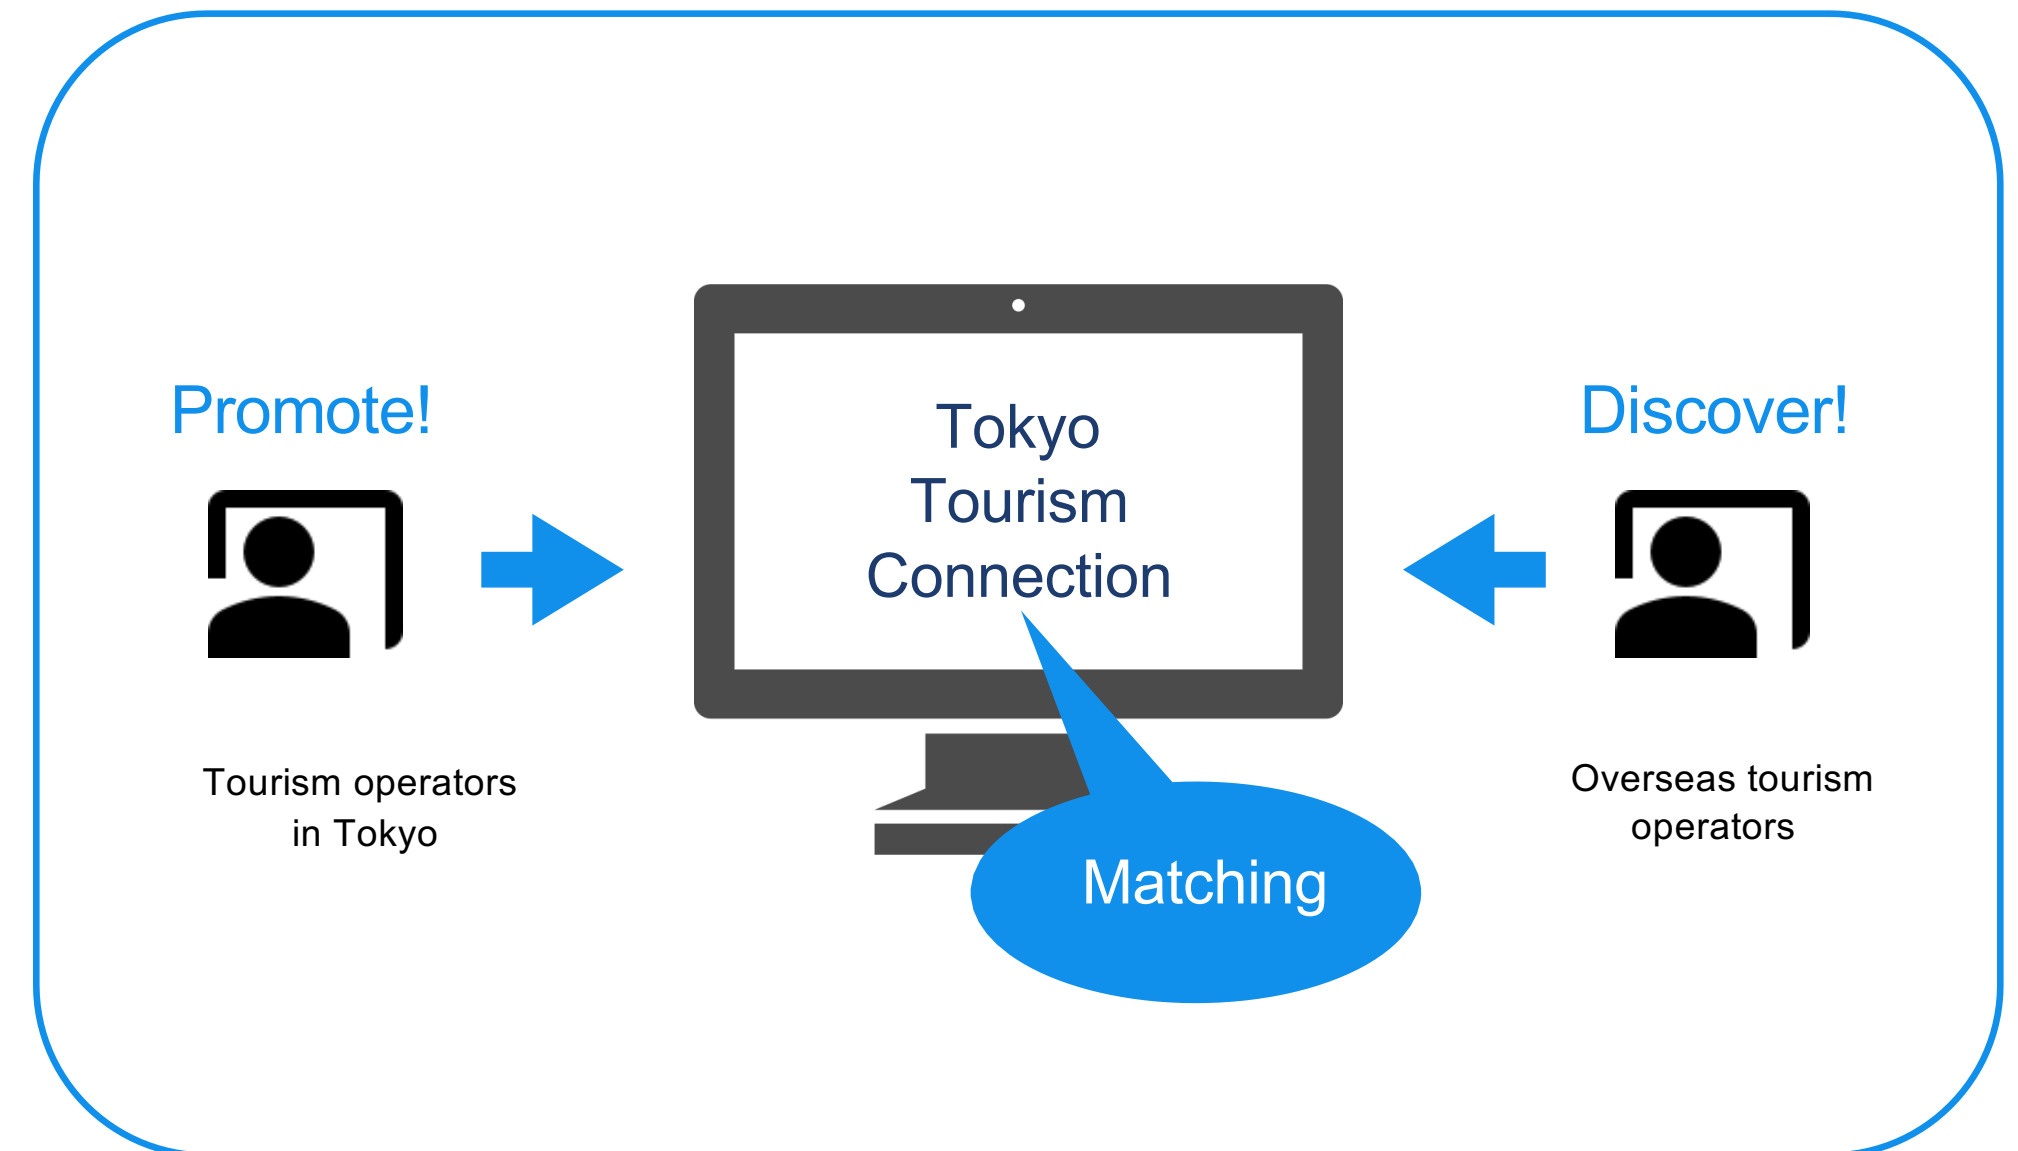 Promote!
Tourism operators
in Tokyo
Tokyo
Tourism
Connection
Matching
Discover!
Overseas tourism
operators